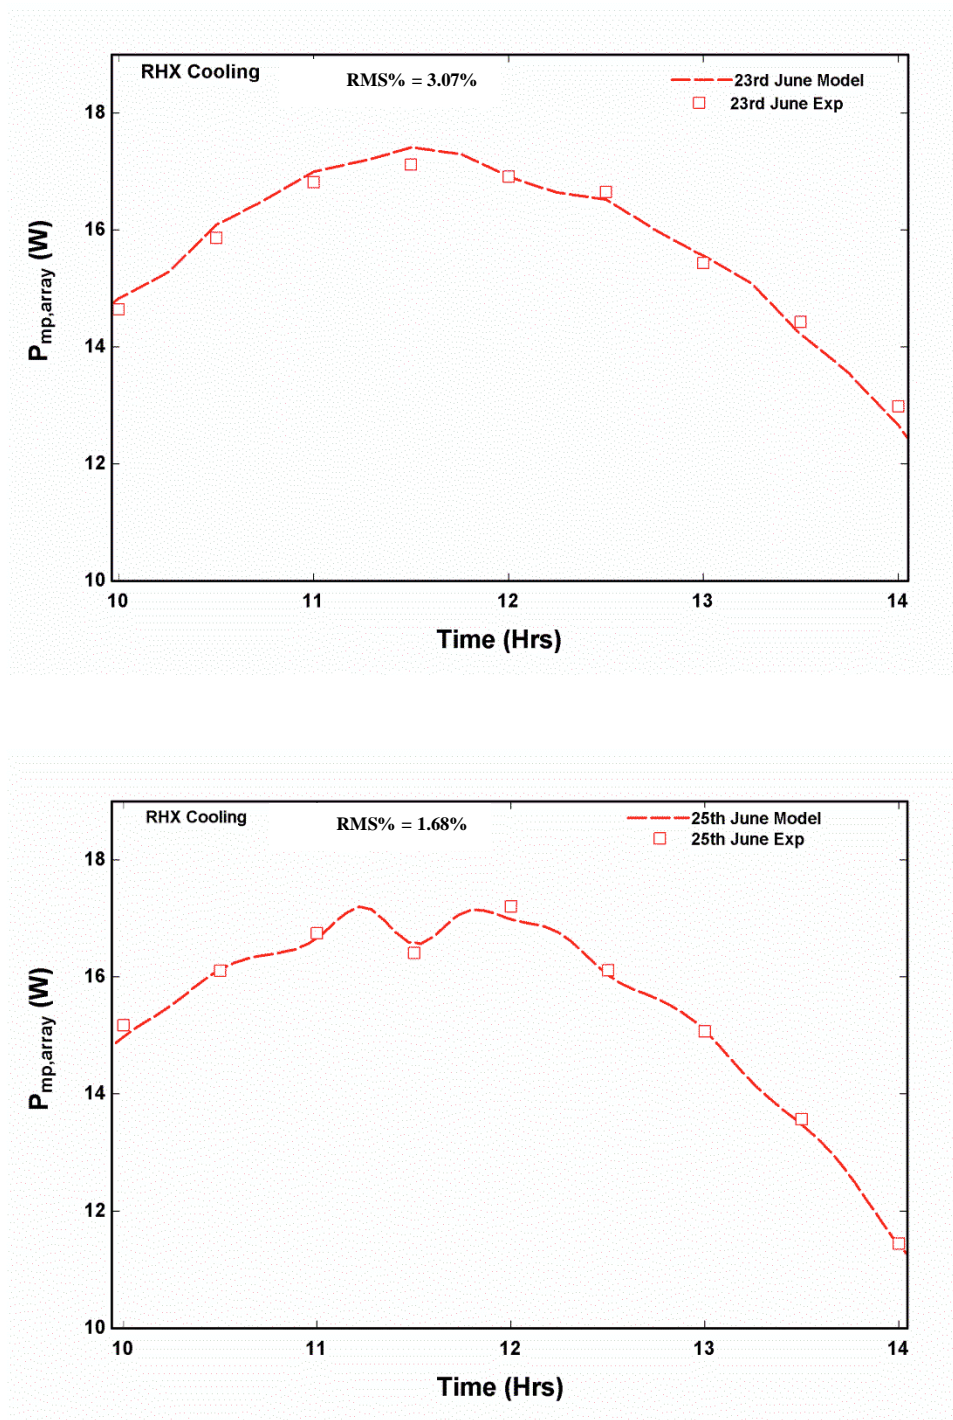 RHX Cooling
RMS% = 3.07%
23rd June Model
23rd June Exp
18
16
14
12
10
P_mp,array (W)
10 11 12 13 14
Time (Hrs)
RHX Cooling
RMS% = 1.68%
25th June Model
25th June Exp
18
16
14
12
10
P_mp,array (W)
10 11 12 13 14
Time (Hrs)